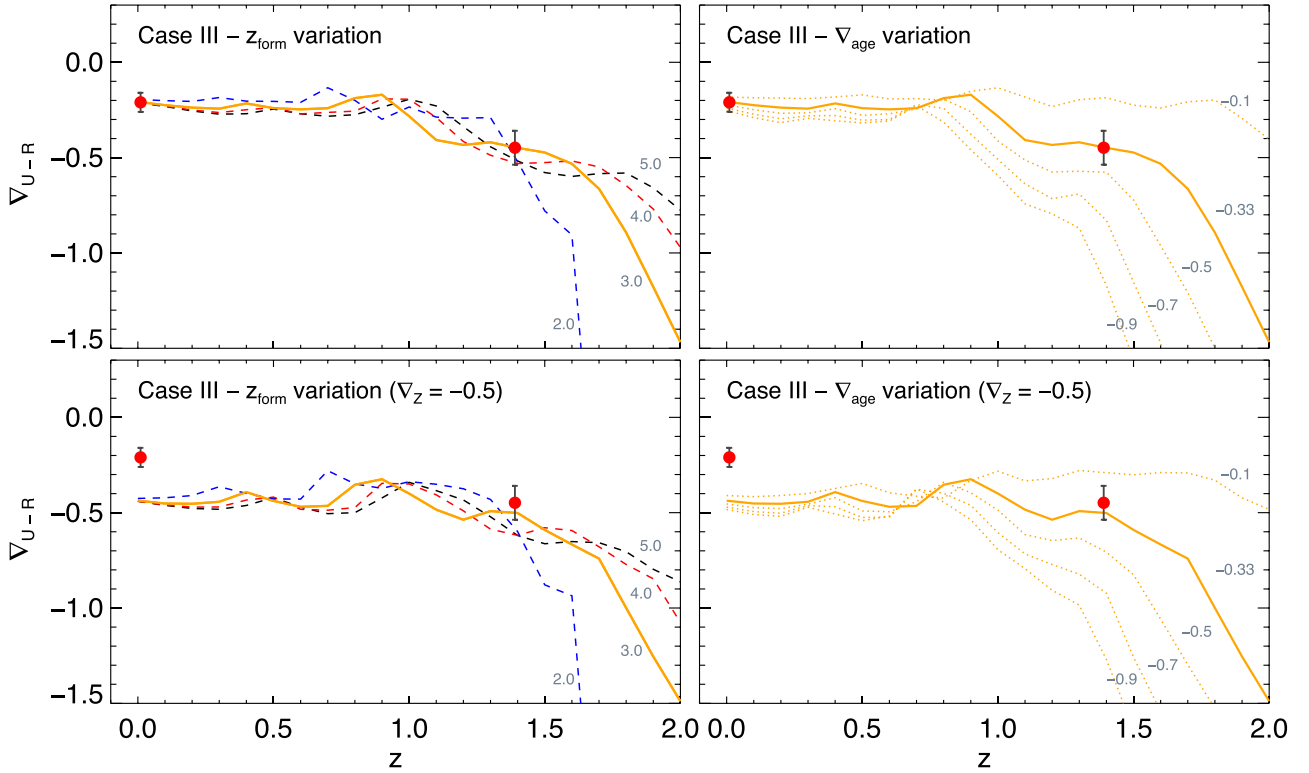 Case III − z_form variation
Case III − ∇_age variation
0.0
−0.5
−1.0
−1.5
∇_U − R
5.0
4.0
3.0
2.0
−0.1
−0.33
−0.5
−0.7
−0.9
Case III − z_form variation (∇_Z = −0.5)
Case III − ∇_age variation (∇_Z = −0.5)
0.0
−0.5
−1.0
−1.5
∇_U − R
5.0
4.0
3.0
2.0
−0.1
−0.33
−0.5
−0.7
−0.9
0.0 0.5 1.0 1.5 2.0
0.0 0.5 1.0 1.5 2.0
z
z